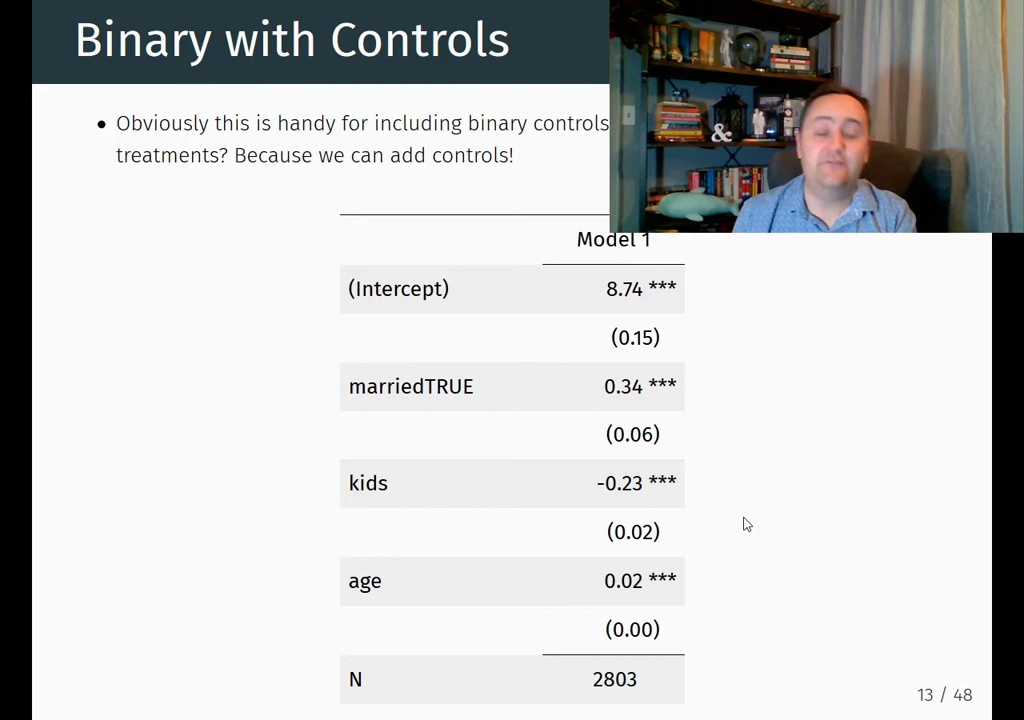 Binary with Controls
• Obviously this is handy for including binary controls
treatments? Because we can add controls!
Model 1
(Intercept) 8.74 ***
(0.15)
marriedTRUE 0.34 ***
(0.06)
kids -0.23 ***
(0.02)
age 0.02 ***
(0.00)
N 2803
13 / 48
&